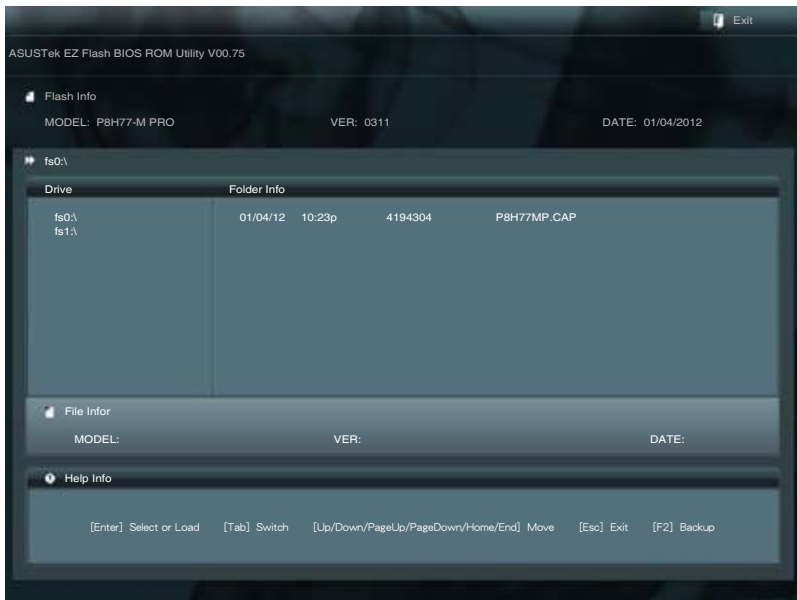 Exit
ASUSTek EZ Flash BIOS ROM Utility V00.75
Flash Info
MODEL: P8H77-M PRO VER: 0311 DATE: 01/04/2012
fs0:\
Drive Folder Info
fs0:\ 01/04/12 10:23p 4194304 P8H77MP.CAP
fs1:\
File Infor
MODEL: VER: DATE:
Help Info
[Enter] Select or Load [Tab] Switch [Up/Down/PageUp/PageDown/Home/End] Move [Esc] Exit [F2] Backup